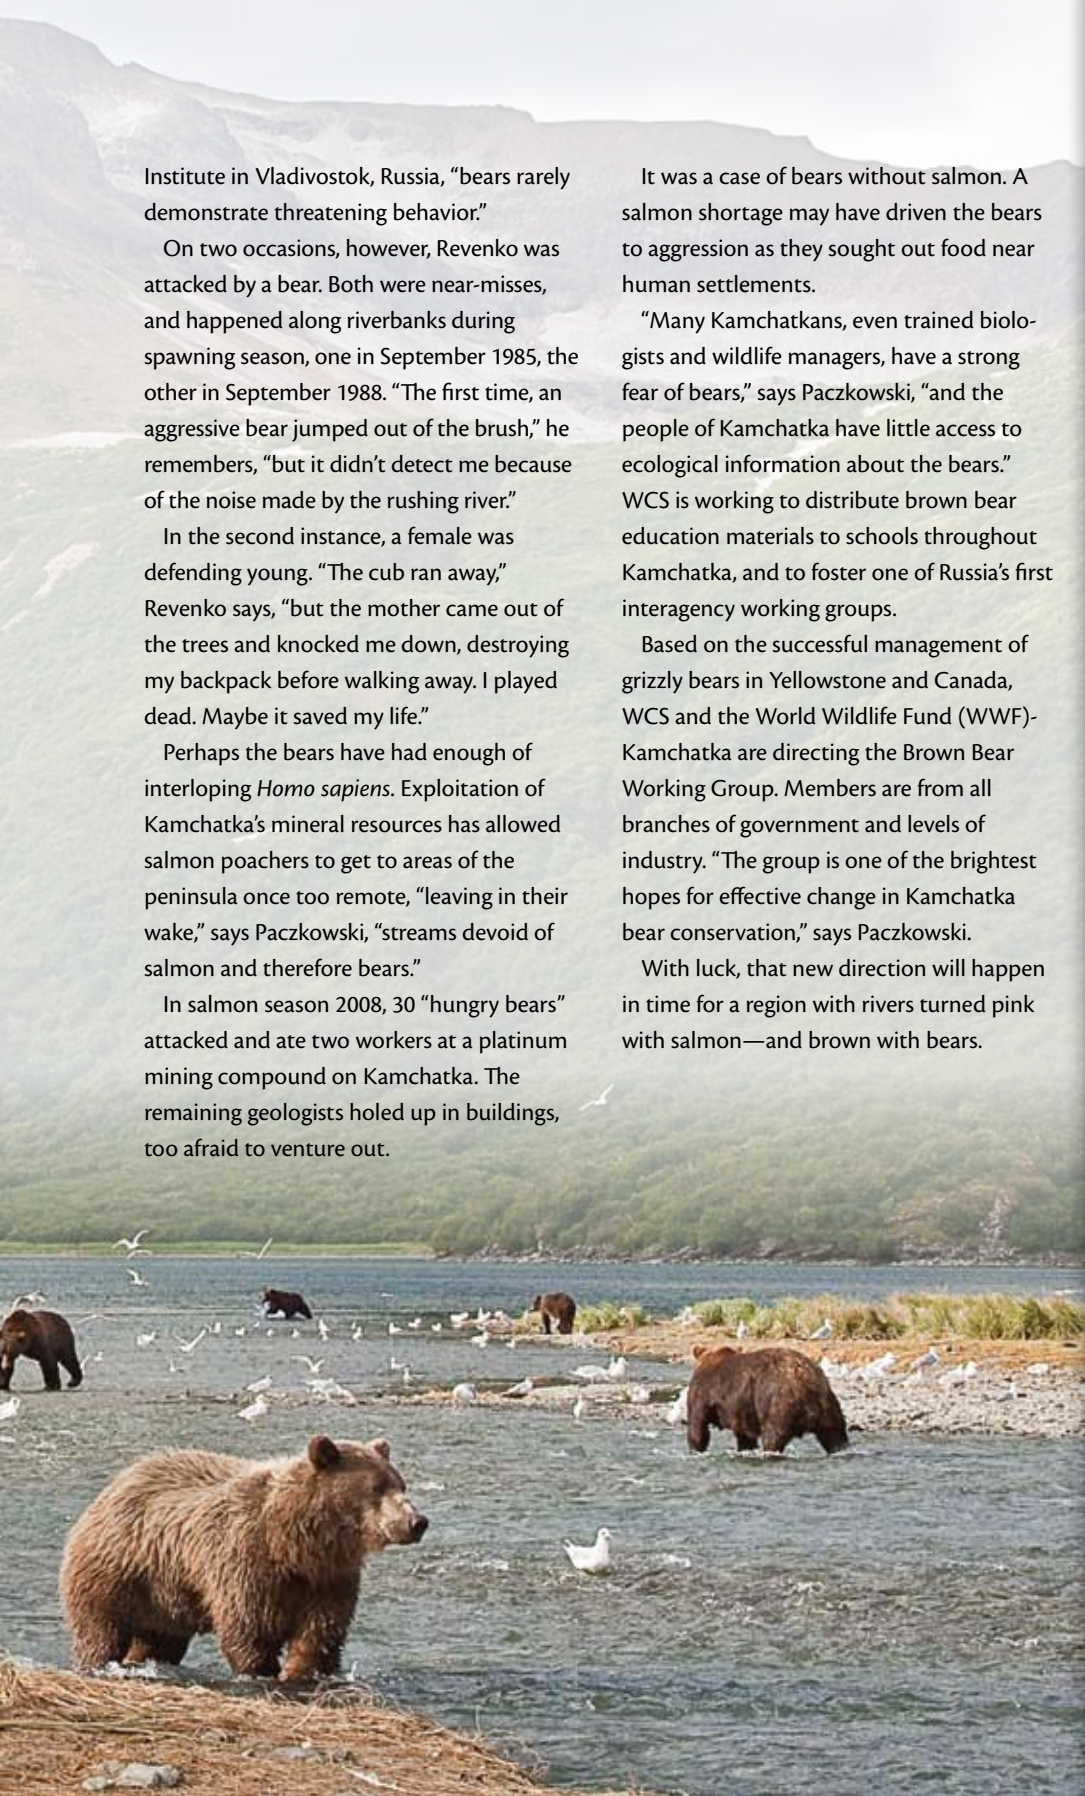 Institute in Vladivostok, Russia, “bears rarely
demonstrate threatening behavior.”
On two occasions, however, Revenko was
attacked by a bear. Both were near-misses,
and happened along riverbanks during
spawning season, one in September 1985, the
other in September 1988. “The first time, an
aggressive bear jumped out of the brush,” he
remembers, “but it didn’t detect me because
of the noise made by the rushing river.”
In the second instance, a female was
defending young. “The cub ran away,”
Revenko says, “but the mother came out of
the trees and knocked me down, destroying
my backpack before walking away. I played
dead. Maybe it saved my life.”
Perhaps the bears have had enough of
interloping Homo sapiens. Exploitation of
Kamchatka’s mineral resources has allowed
salmon poachers to get to areas of the
peninsula once too remote, “leaving in their
wake,” says Paczkowski, “streams devoid of
salmon and therefore bears.”
In salmon season 2008, 30 “hungry bears”
attacked and ate two workers at a platinum
mining compound on Kamchatka. The
remaining geologists holed up in buildings,
too afraid to venture out.
It was a case of bears without salmon. A
salmon shortage may have driven the bears
to aggression as they sought out food near
human settlements.
“Many Kamchatkans, even trained biolo-
gists and wildlife managers, have a strong
fear of bears,” says Paczkowski, “and the
people of Kamchatka have little access to
ecological information about the bears.”
WCS is working to distribute brown bear
education materials to schools throughout
Kamchatka, and to foster one of Russia’s first
interagency working groups.
Based on the successful management of
grizzly bears in Yellowstone and Canada,
WCS and the World Wildlife Fund (WWF)-
Kamchatka are directing the Brown Bear
Working Group. Members are from all
branches of government and levels of
industry. “The group is one of the brightest
hopes for effective change in Kamchatka
bear conservation,” says Paczkowski.
With luck, that new direction will happen
in time for a region with rivers turned pink
with salmon—and brown with bears.